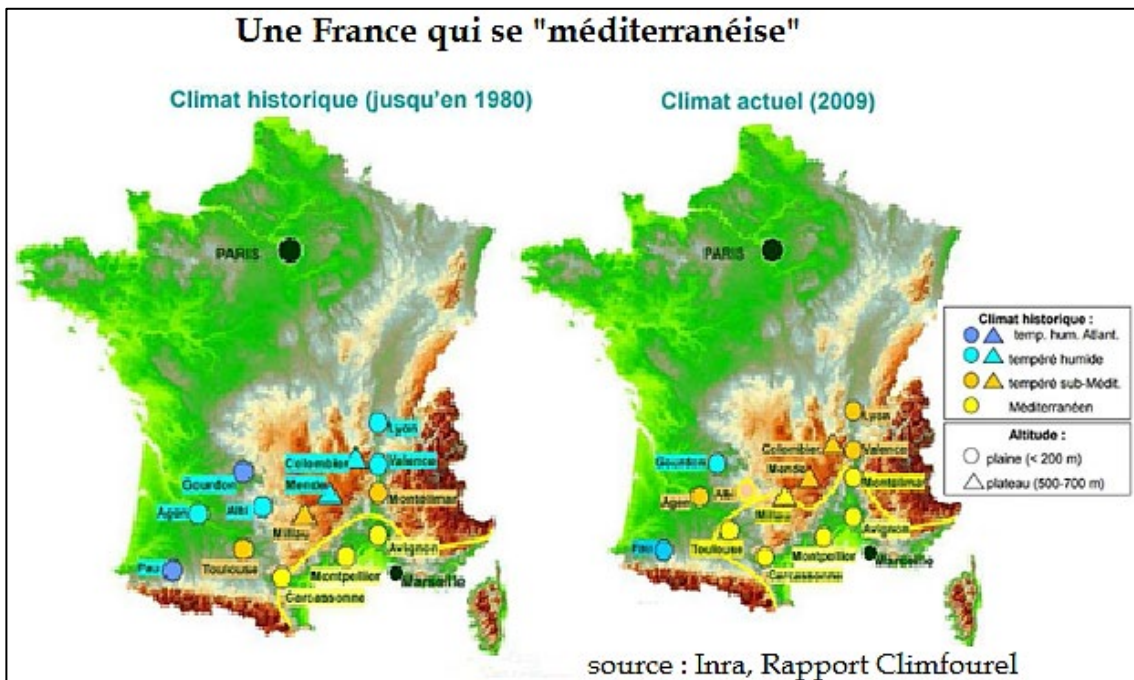 Une France qui se "méditerranéise"
Climat historique (jusqu'en 1980)
PARIS
Lyon
Colombier
Valence
Gourdon
Mende
Montélimar
Agen
Albi
Millau
Avignon
Pau
Toulouse
Montpellier
Marseille
Carcassonne
Climat actuel (2009)
PARIS
Lyon
Colombier
Valence
Gourdon
Mende
Montélimar
Agen
Albi
Millau
Avignon
Pau
Toulouse
Montpellier
Marseille
Carcassonne
Climat historique :
temp. hum. Atlant.
tempéré humide
tempéré sub-Médit.
Méditerranéen
Altitude :
plaine (< 200 m)
plateau (500-700 m)
source : Inra, Rapport Climfourel